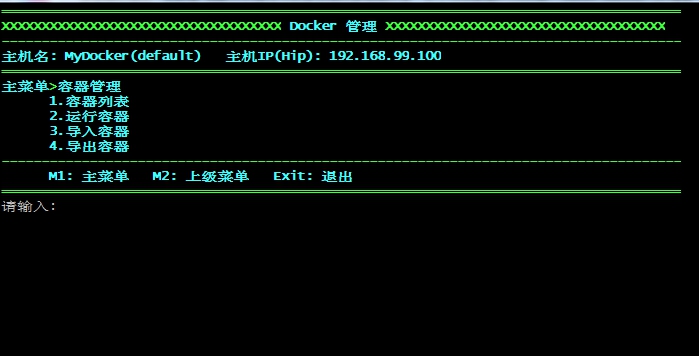 XXXXXXXXXXXXXXXXXXXXXXXXXXXXXXXXXXX Docker 管理 XXXXXXXXXXXXXXXXXXXXXXXXXXXXXXXXXXX
主机名: MyDocker(default) 主机IP(Hip): 192.168.99.100
主菜单>容器管理
1.容器列表
2.运行容器
3.导入容器
4.导出容器
M1: 主菜单 M2: 上级菜单 Exit: 退出
请输入: